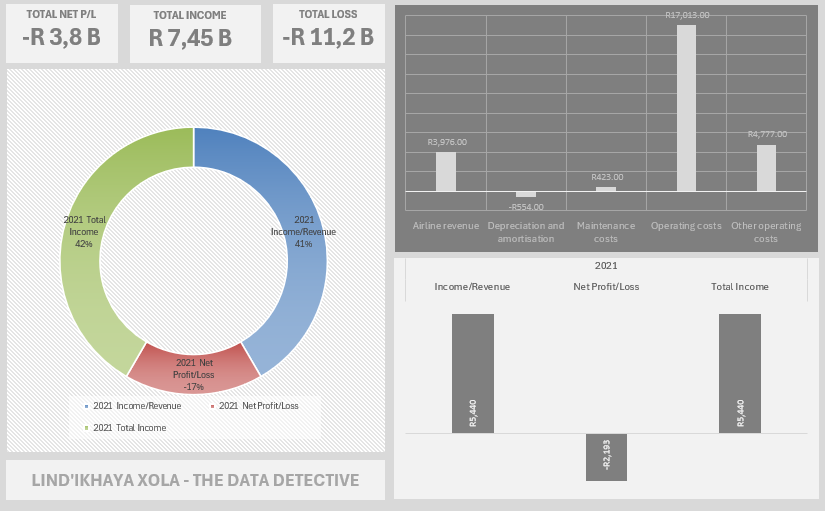 TOTAL NET P/L
-R 3,8 B
TOTAL INCOME
R 7,45 B
TOTAL LOSS
-R 11,2 B
2021 Total
Income
42%
2021
Income/Revenue
41%
2021 Net
Profit/Loss
-17%
2021 Income/Revenue
2021 Net Profit/Loss
2021 Total Income
LIND'IKHAYA XOLA - THE DATA DETECTIVE
R17,013.00
R3,976.00
R4,777.00
R423.00
-R554.00
Airline revenue
Depreciation and
amortisation
Maintenance
costs
Operating costs
Other operating
costs
2021
Income/Revenue
Net Profit/Loss
Total Income
R5,440
-R2,193
R5,440